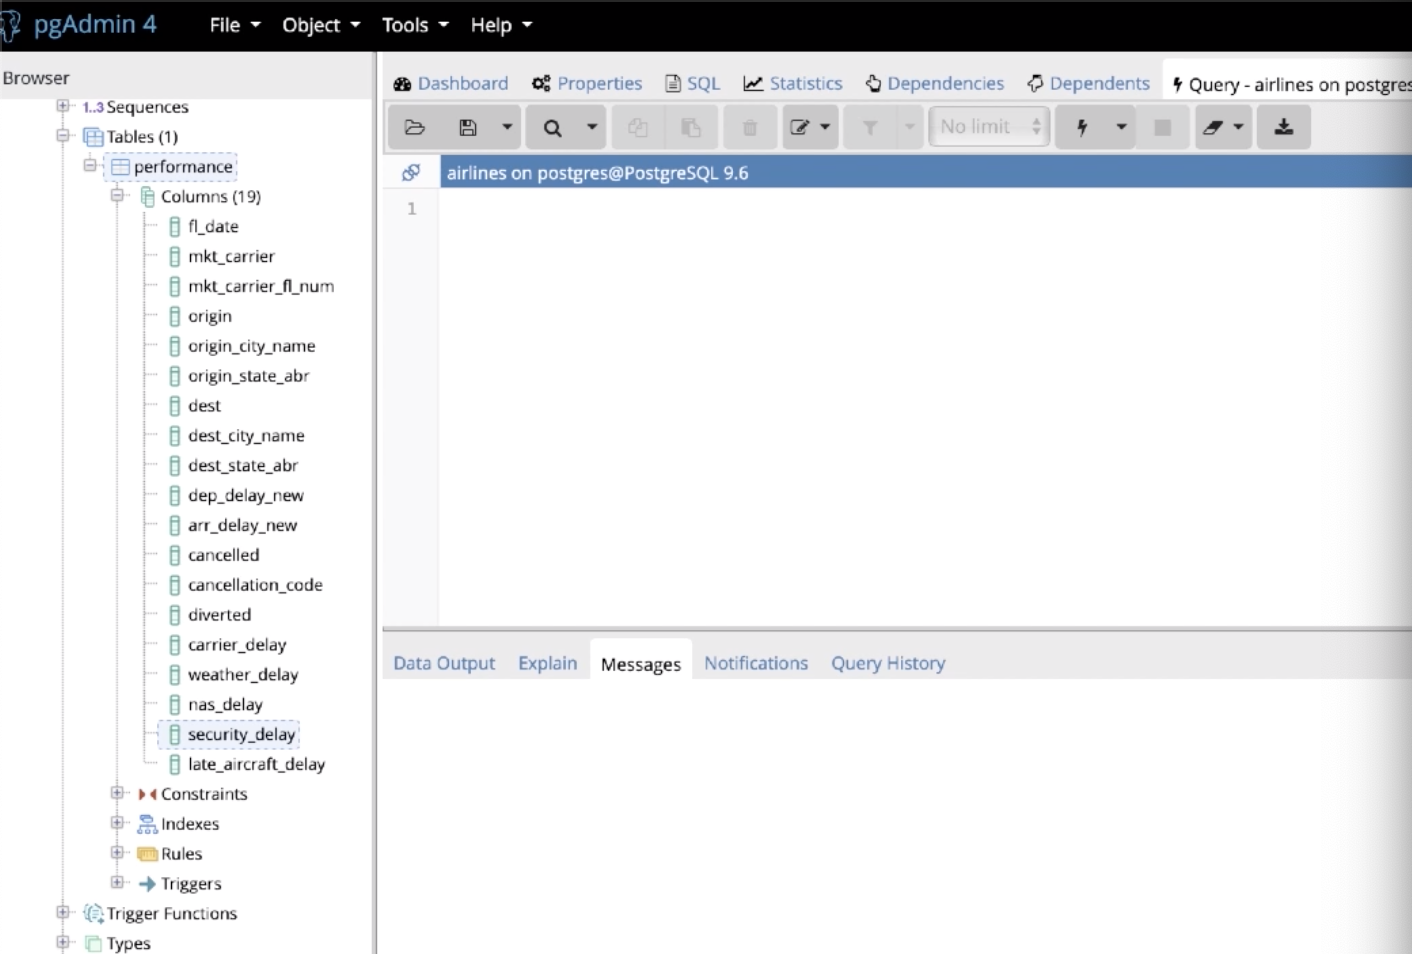 pgAdmin 4 File Object Tools Help
Browser
Dashboard Properties SQL Statistics Dependencies Dependents Query - airlines on postgres
1..3 Sequences
Tables (1)
performance
Columns (19)
fl_date
mkt_carrier
mkt_carrier_fl_num
origin
origin_city_name
origin_state_abr
dest
dest_city_name
dest_state_abr
dep_delay_new
arr_delay_new
cancelled
cancellation_code
diverted
carrier_delay
weather_delay
nas_delay
security_delay
late_aircraft_delay
Constraints
Indexes
Rules
Triggers
Trigger Functions
Types
No limit
airlines on postgres@PostgreSQL 9.6
1
Data Output Explain Messages Notifications Query History